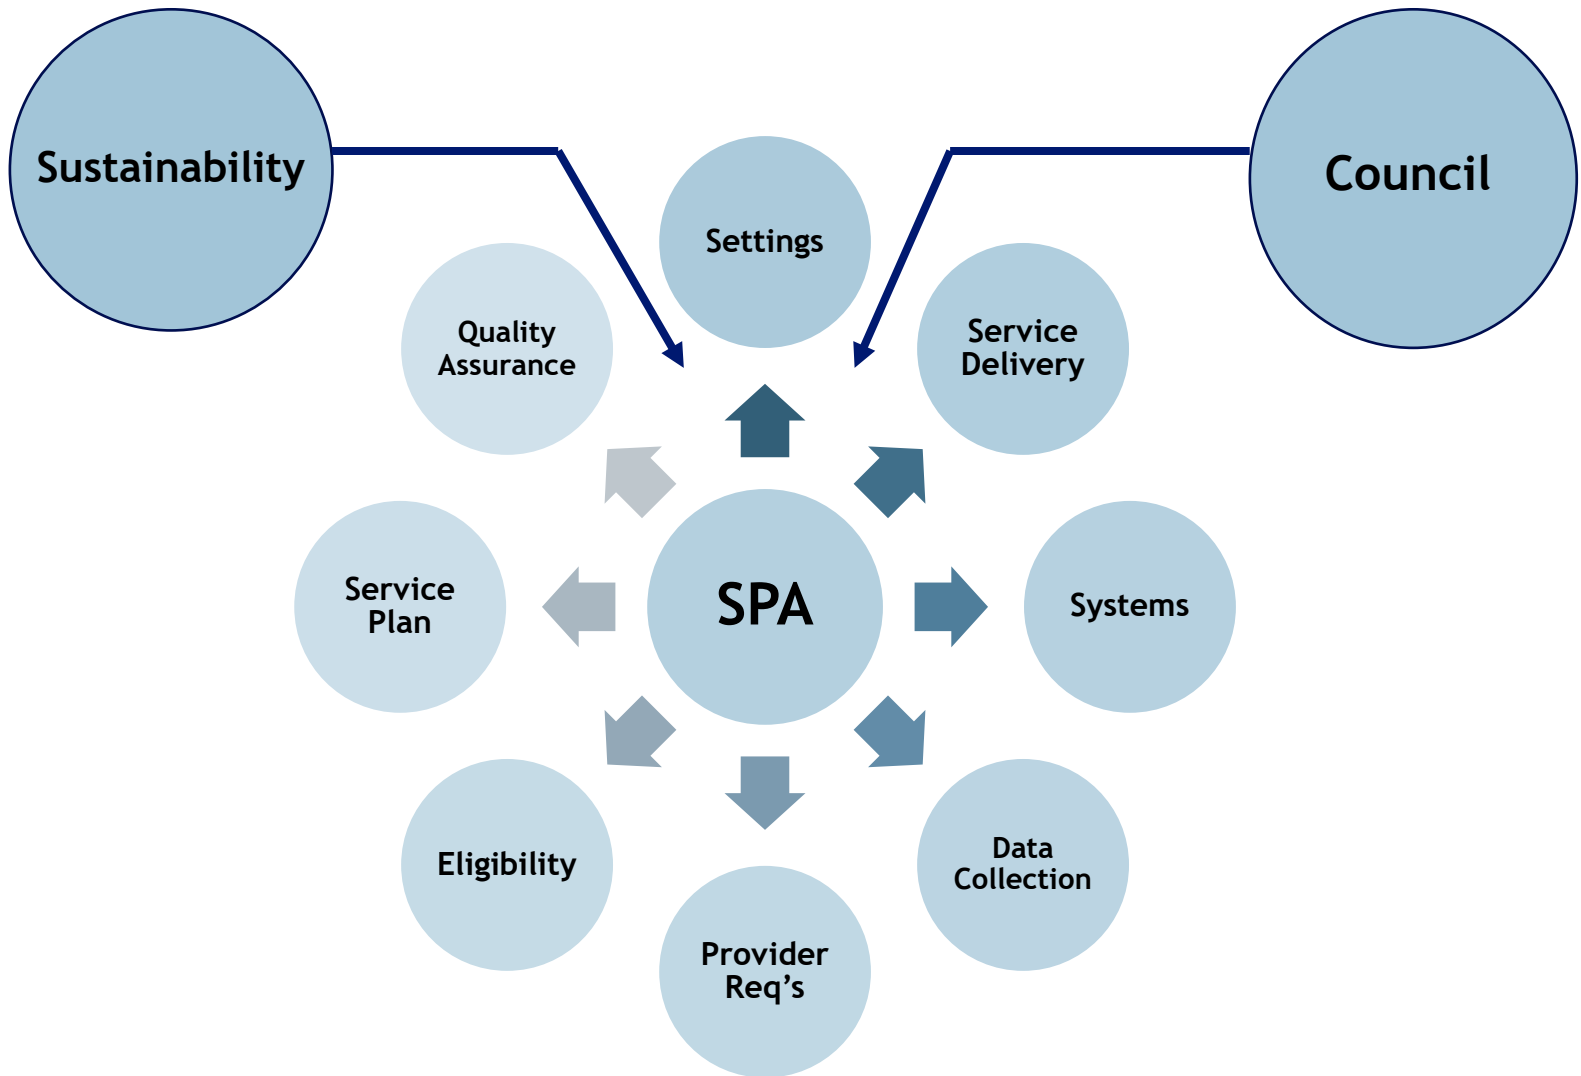 Sustainability
Council
Settings
Quality
Assurance
Service
Delivery
Service
Plan
SPA
Systems
Eligibility
Data
Collection
Provider
Req’s